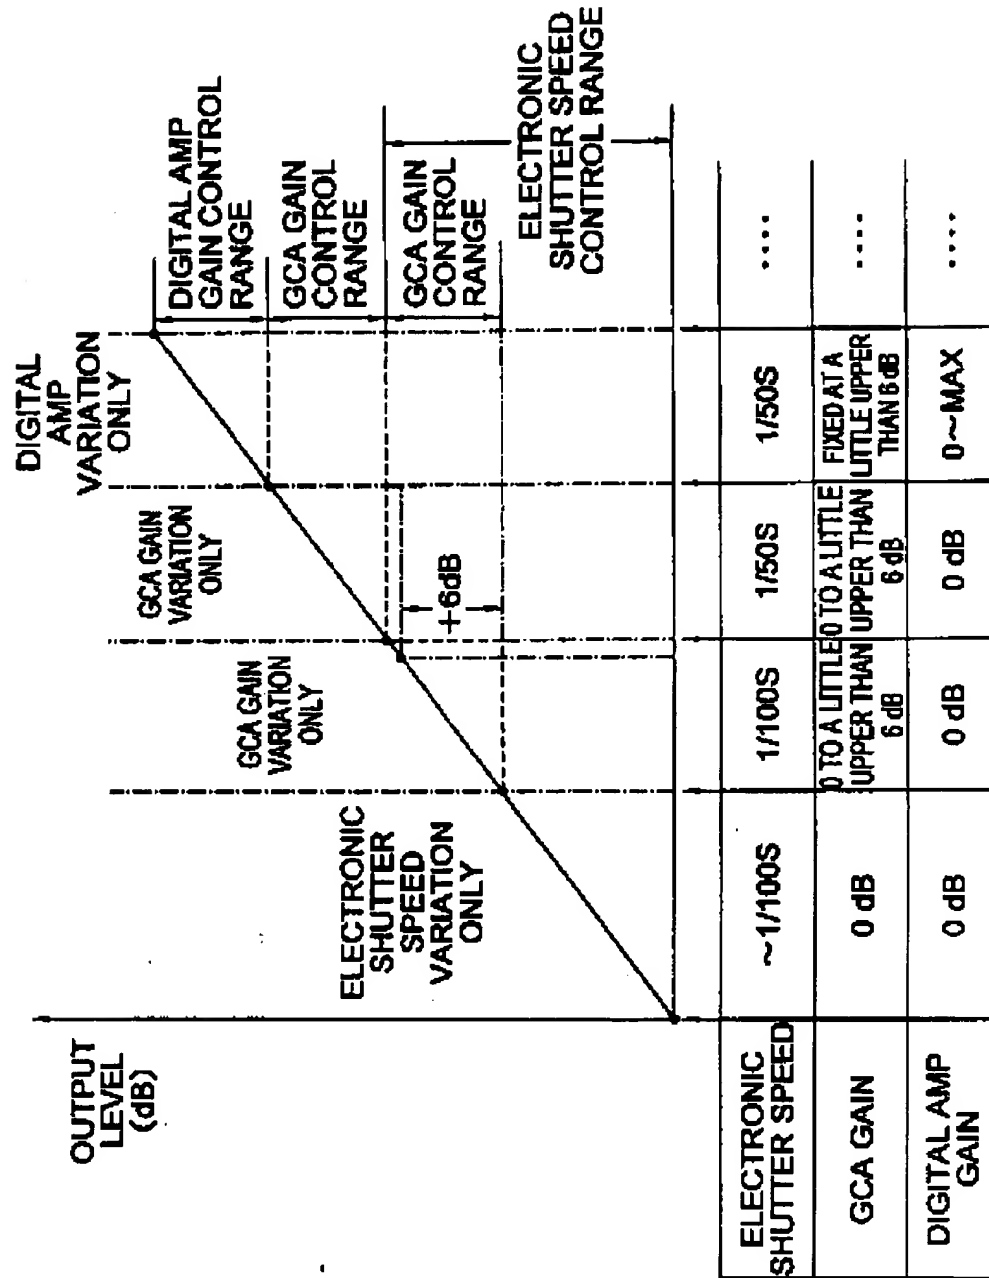 OUTPUT
LEVEL
(dB)
DIGITAL
AMP
VARIATION
ONLY
GCA GAIN
VARIATION
ONLY
GCA GAIN
VARIATION
ONLY
ELECTRONIC
SHUTTER
SPEED
VARIATION
ONLY
+6dB
DIGITAL AMP
GAIN CONTROL
RANGE
GCA GAIN
CONTROL
RANGE
GCA GAIN
CONTROL
RANGE
ELECTRONIC
SHUTTER SPEED
CONTROL RANGE
ELECTRONIC
SHUTTER SPEED
~1/100S
1/100S
1/50S
1/50S
....
GCA GAIN
0 dB
0 TO A LITTLE
UPPER THAN
6 dB
0 TO A LITTLE
UPPER THAN
6 dB
FIXED AT A
LITTLE UPPER
THAN 6 dB
....
DIGITAL AMP
GAIN
0 dB
0 dB
0 dB
0~MAX
.....